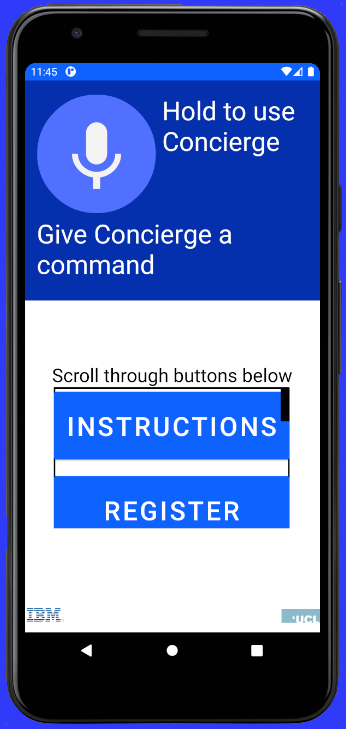 11:45
Hold to use
Concierge
Give Concierge a
command
Scroll through buttons below
INSTRUCTIONS
REGISTER
IBM
UCL